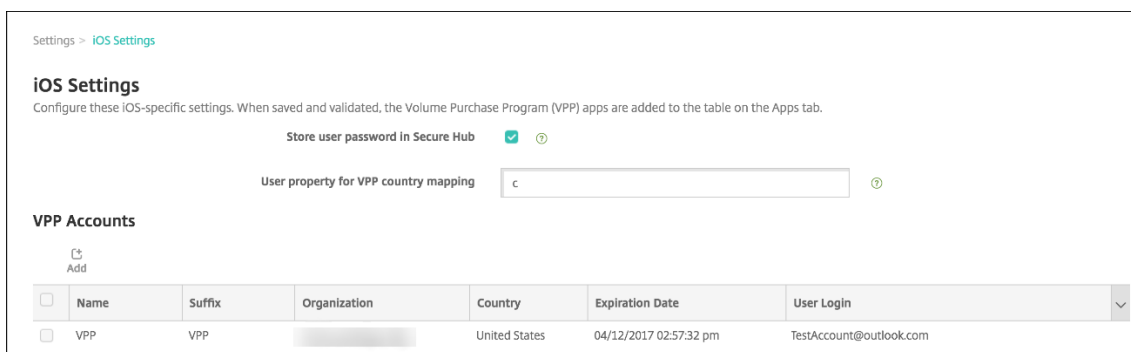 Settings > iOS Settings
iOS Settings
Configure these iOS-specific settings. When saved and validated, the Volume Purchase Program (VPP) apps are added to the table on the Apps tab.
Store user password in Secure Hub ?
User property for VPP country mapping c ?
VPP Accounts
Add
Name Suffix Organization Country Expiration Date User Login
VPP VPP United States 04/12/2017 02:57:32 pm TestAccount@outlook.com